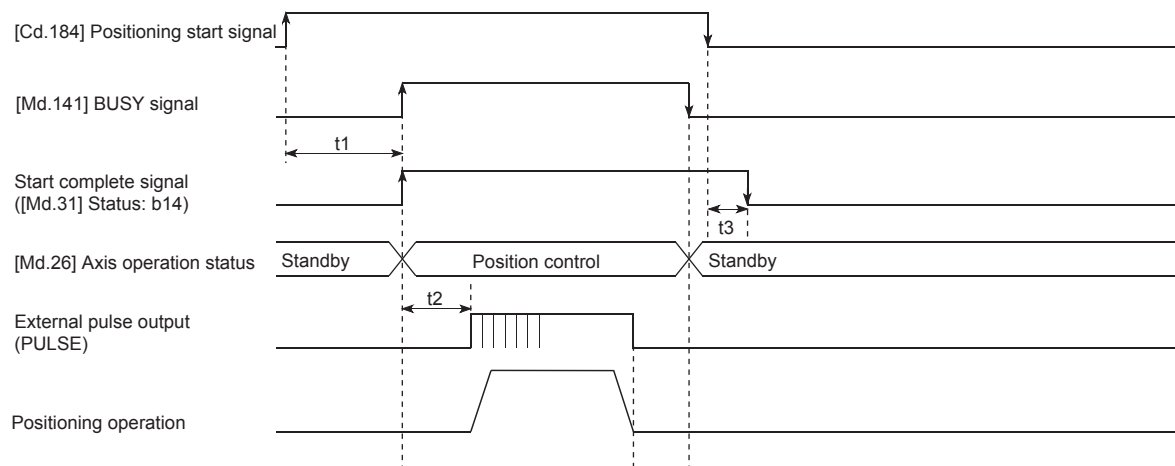 [Cd.184] Positioning start signal
[Md.141] BUSY signal
t1
Start complete signal
([Md.31] Status: b14)
t3
[Md.26] Axis operation status
Standby
Position control
Standby
t2
External pulse output
(PULSE)
Positioning operation